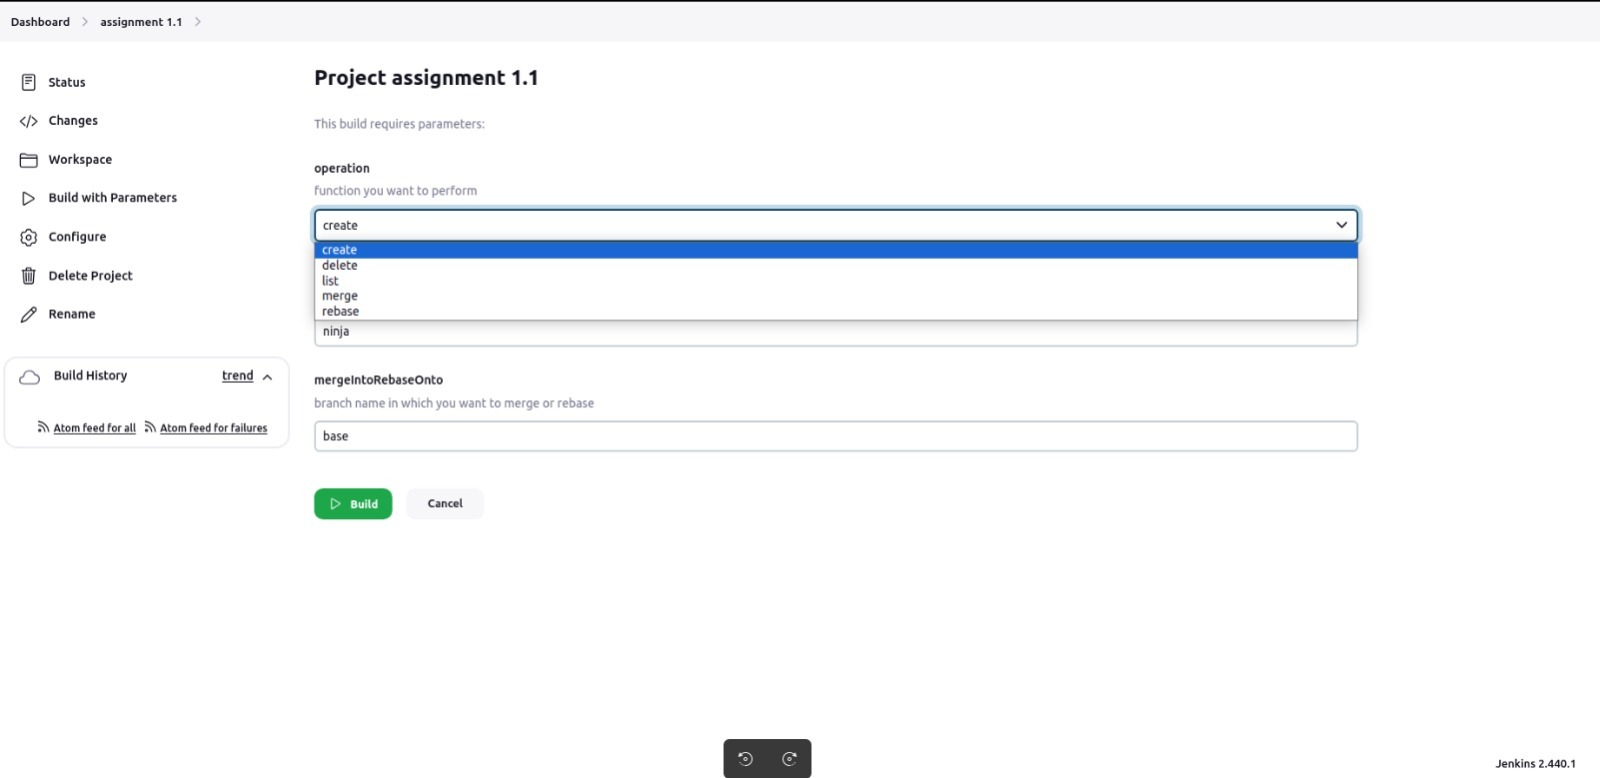 Dashboard > assignment 1.1 >
Status
Changes
Workspace
Build with Parameters
Configure
Delete Project
Rename
Build History trend
Atom feed for all Atom feed for failures
Project assignment 1.1
This build requires parameters:
operation
function you want to perform
create
create
delete
list
merge
rebase
ninja
mergeIntoRebaseOnto
branch name in which you want to merge or rebase
base
Build Cancel
Jenkins 2.440.1